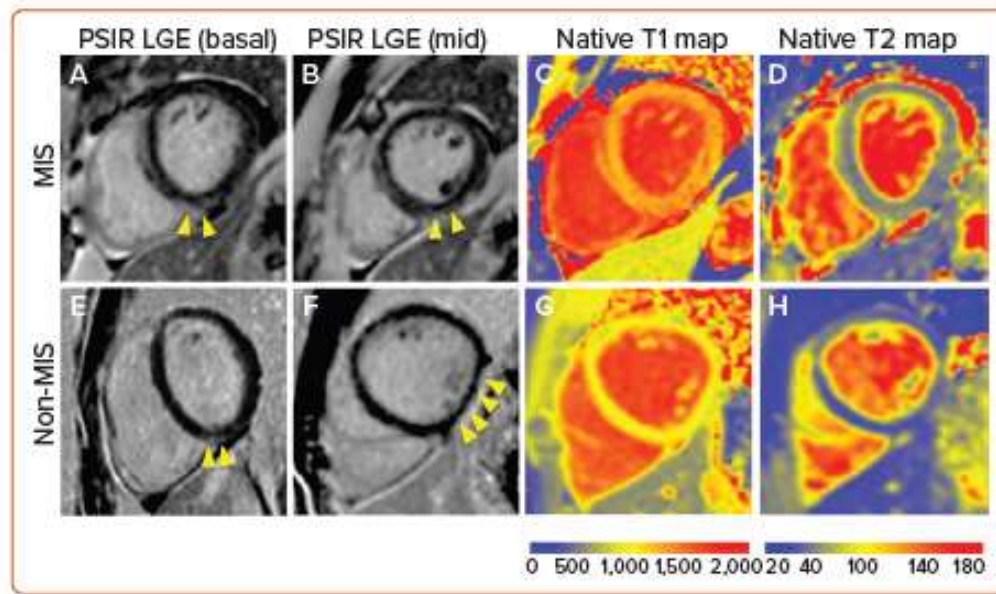 PSIR LGE (basal) PSIR LGE (mid) Native T1 map Native T2 map
MIS
A B C D
Non-MIS
E F G H
0 500 1,000 1,500 2,000 20 40 100 140 180